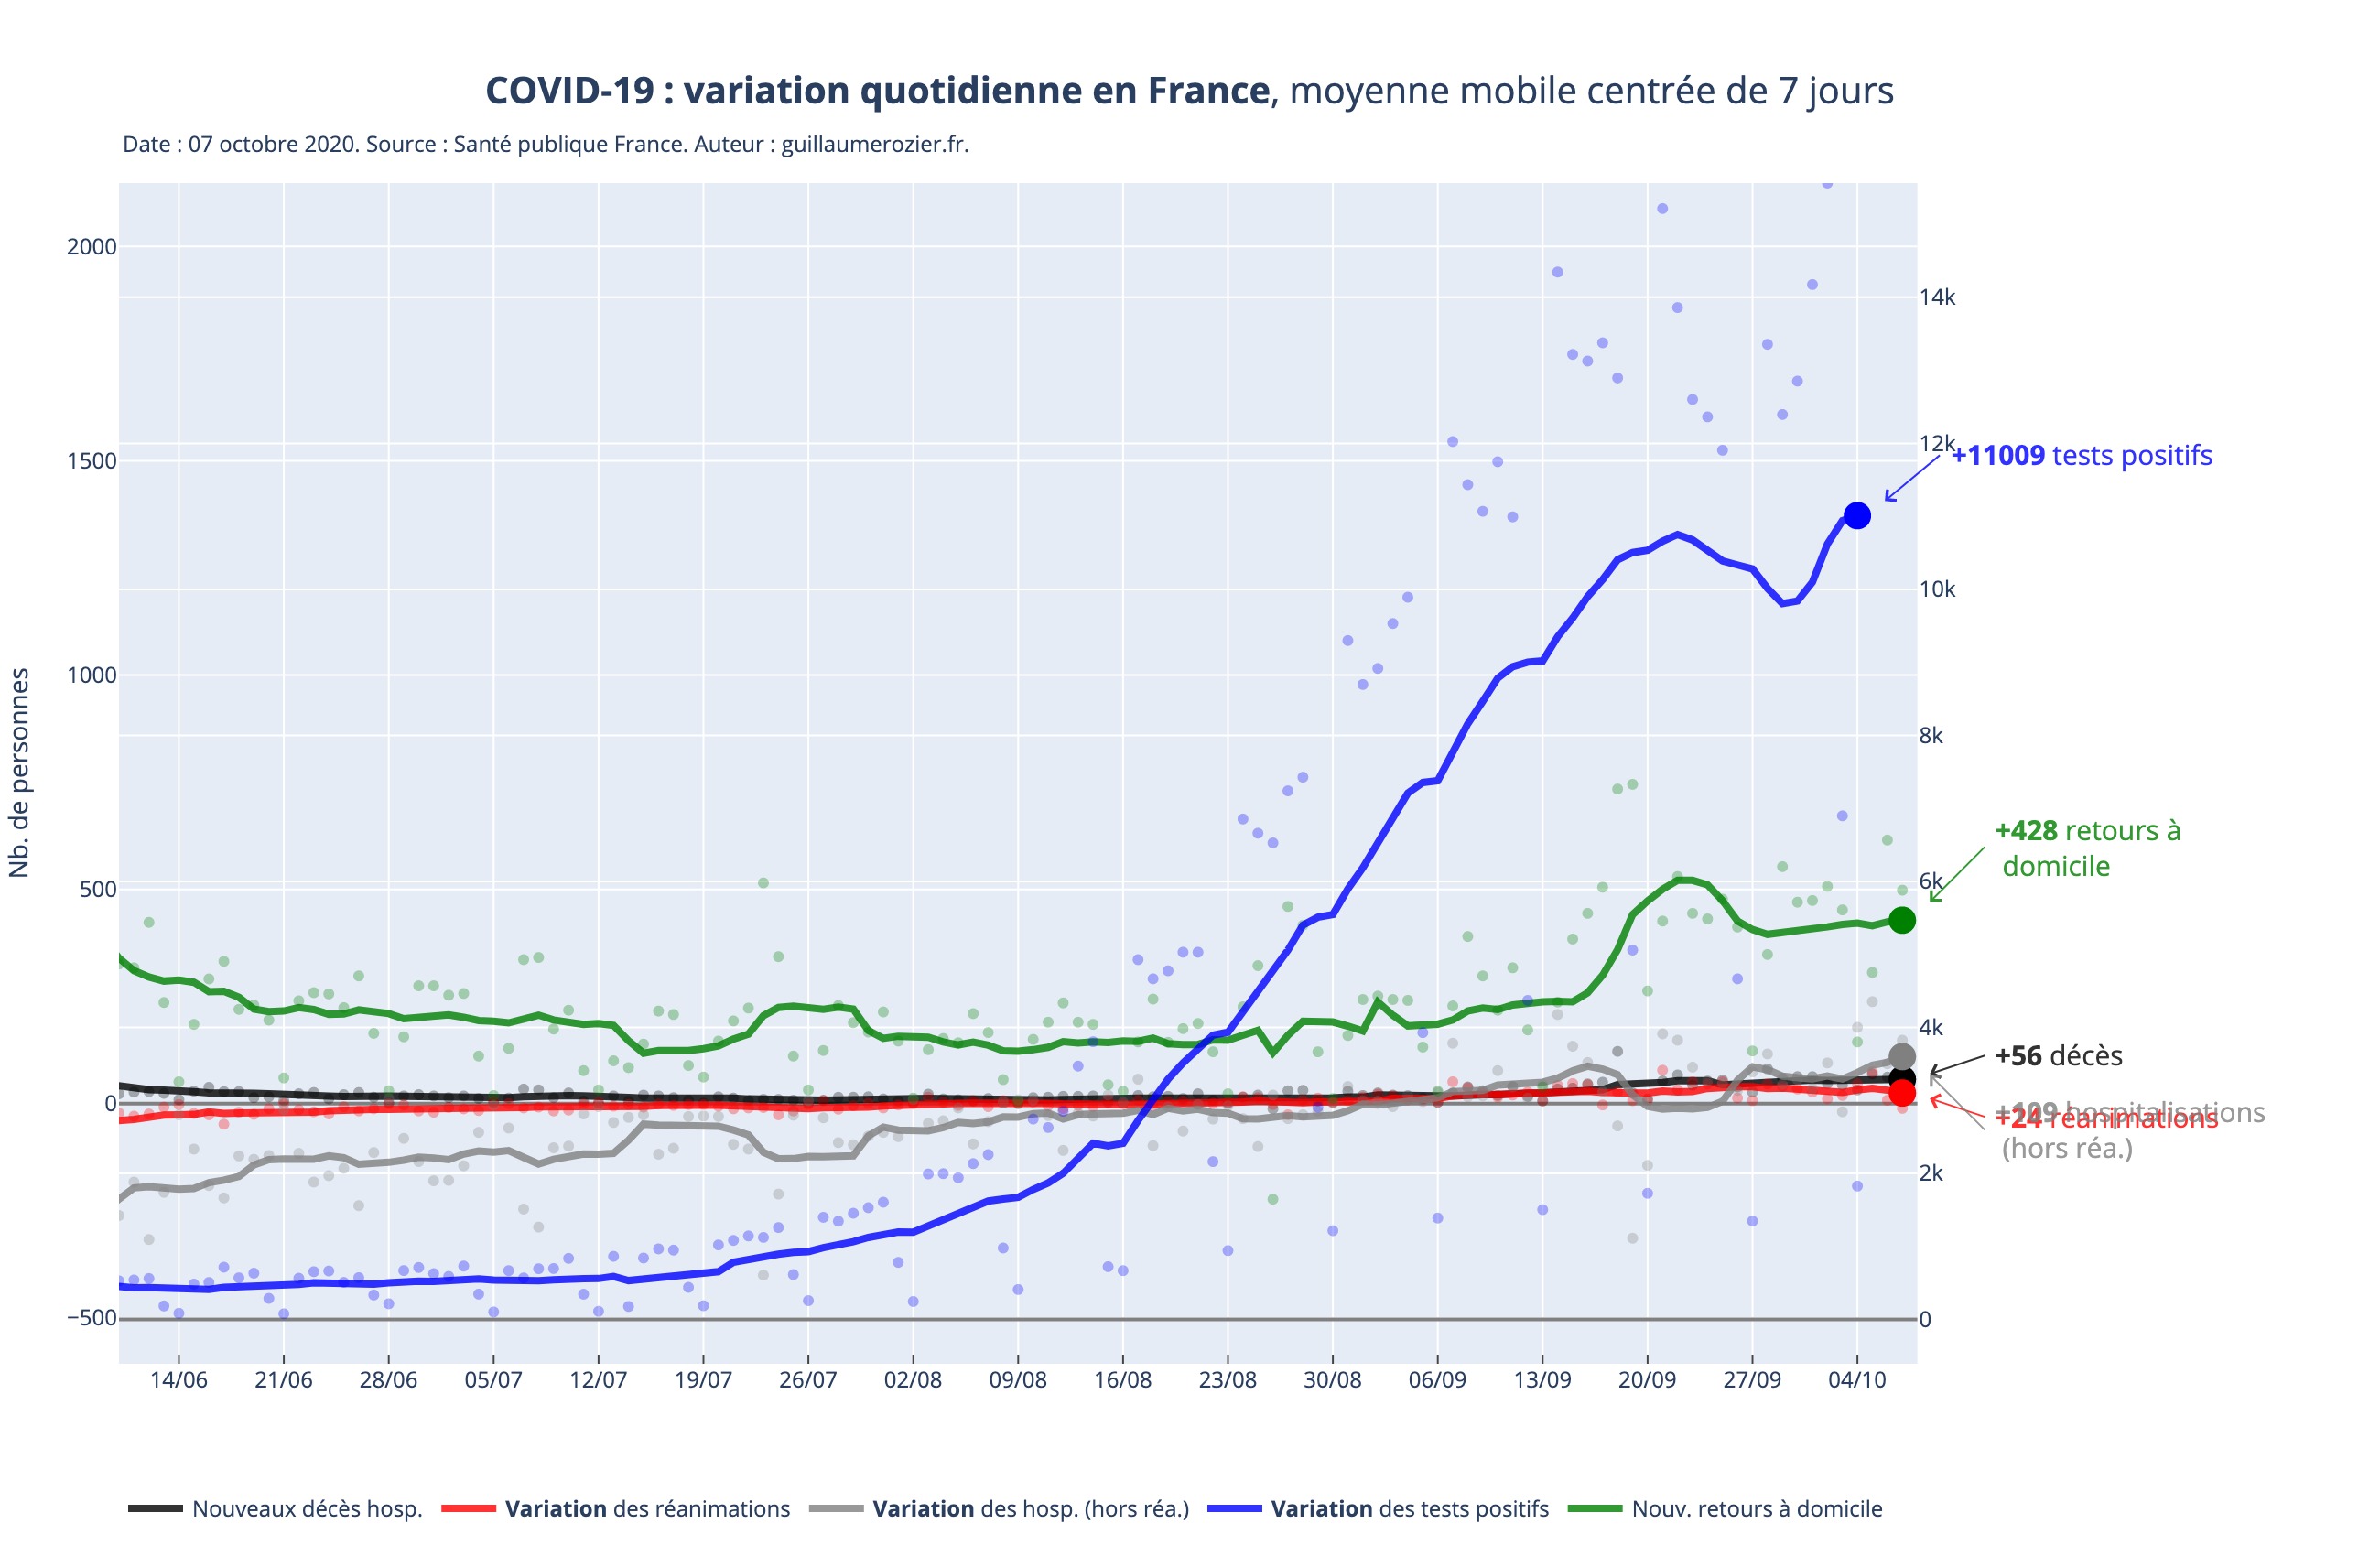 COVID-19 : variation quotidienne en France, moyenne mobile centrée de 7 jours
Date : 07 octobre 2020. Source : Santé publique France. Auteur : guillaumerozier.fr.
Nb. de personnes
2000
1500
1000
500
0
−500
14k
12k
10k
8k
6k
4k
2k
0
+11009 tests positifs
+428 retours à
domicile
+56 décès
+109 hospitalisations
(hors réa.)
+24 réanimations
14/06 21/06 28/06 05/07 12/07 19/07 26/07 02/08 09/08 16/08 23/08 30/08 06/09 13/09 20/09 27/09 04/10
Nouveaux décès hosp. Variation des réanimations Variation des hosp. (hors réa.) Variation des tests positifs Nouv. retours à domicile